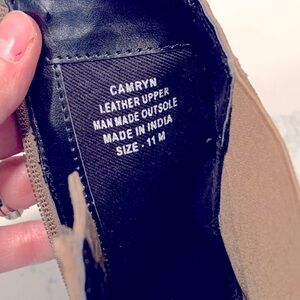 CAMRYN
LEATHER UPPER
MAN MADE OUTSOLE
MADE IN INDIA
SIZE - 11 M